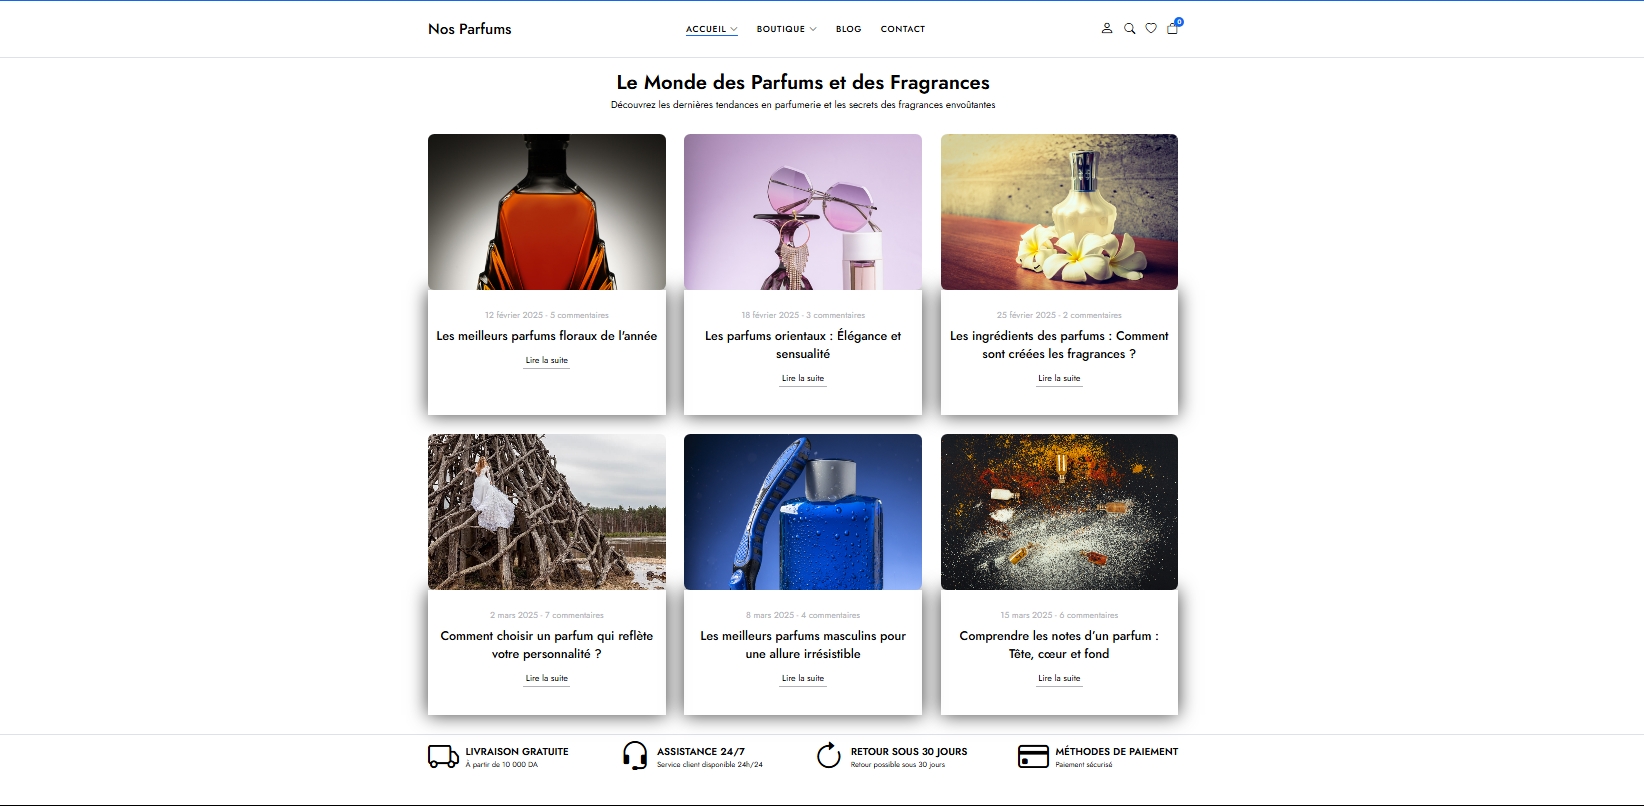 Nos Parfums
ACCUEIL
BOUTIQUE
BLOG
CONTACT
0
Le Monde des Parfums et des Fragrances
Découvrez les dernières tendances en parfumerie et les secrets des fragrances envoûtantes
12 février 2025 - 5 commentaires
Les meilleurs parfums floraux de l'année
Lire la suite
18 février 2025 - 3 commentaires
Les parfums orientaux : Élégance et
sensualité
Lire la suite
25 février 2025 - 2 commentaires
Les ingrédients des parfums : Comment
sont créées les fragrances ?
Lire la suite
2 mars 2025 - 7 commentaires
Comment choisir un parfum qui reflète
votre personnalité ?
Lire la suite
8 mars 2025 - 4 commentaires
Les meilleurs parfums masculins pour
une allure irrésistible
Lire la suite
15 mars 2025 - 6 commentaires
Comprendre les notes d'un parfum :
Tête, cœur et fond
Lire la suite
LIVRAISON GRATUITE
À partir de 10 000 DA
ASSISTANCE 24/7
Service client disponible 24h/24
RETOUR SOUS 30 JOURS
Retour possible sous 30 jours
MÉTHODES DE PAIEMENT
Paiement sécurisé